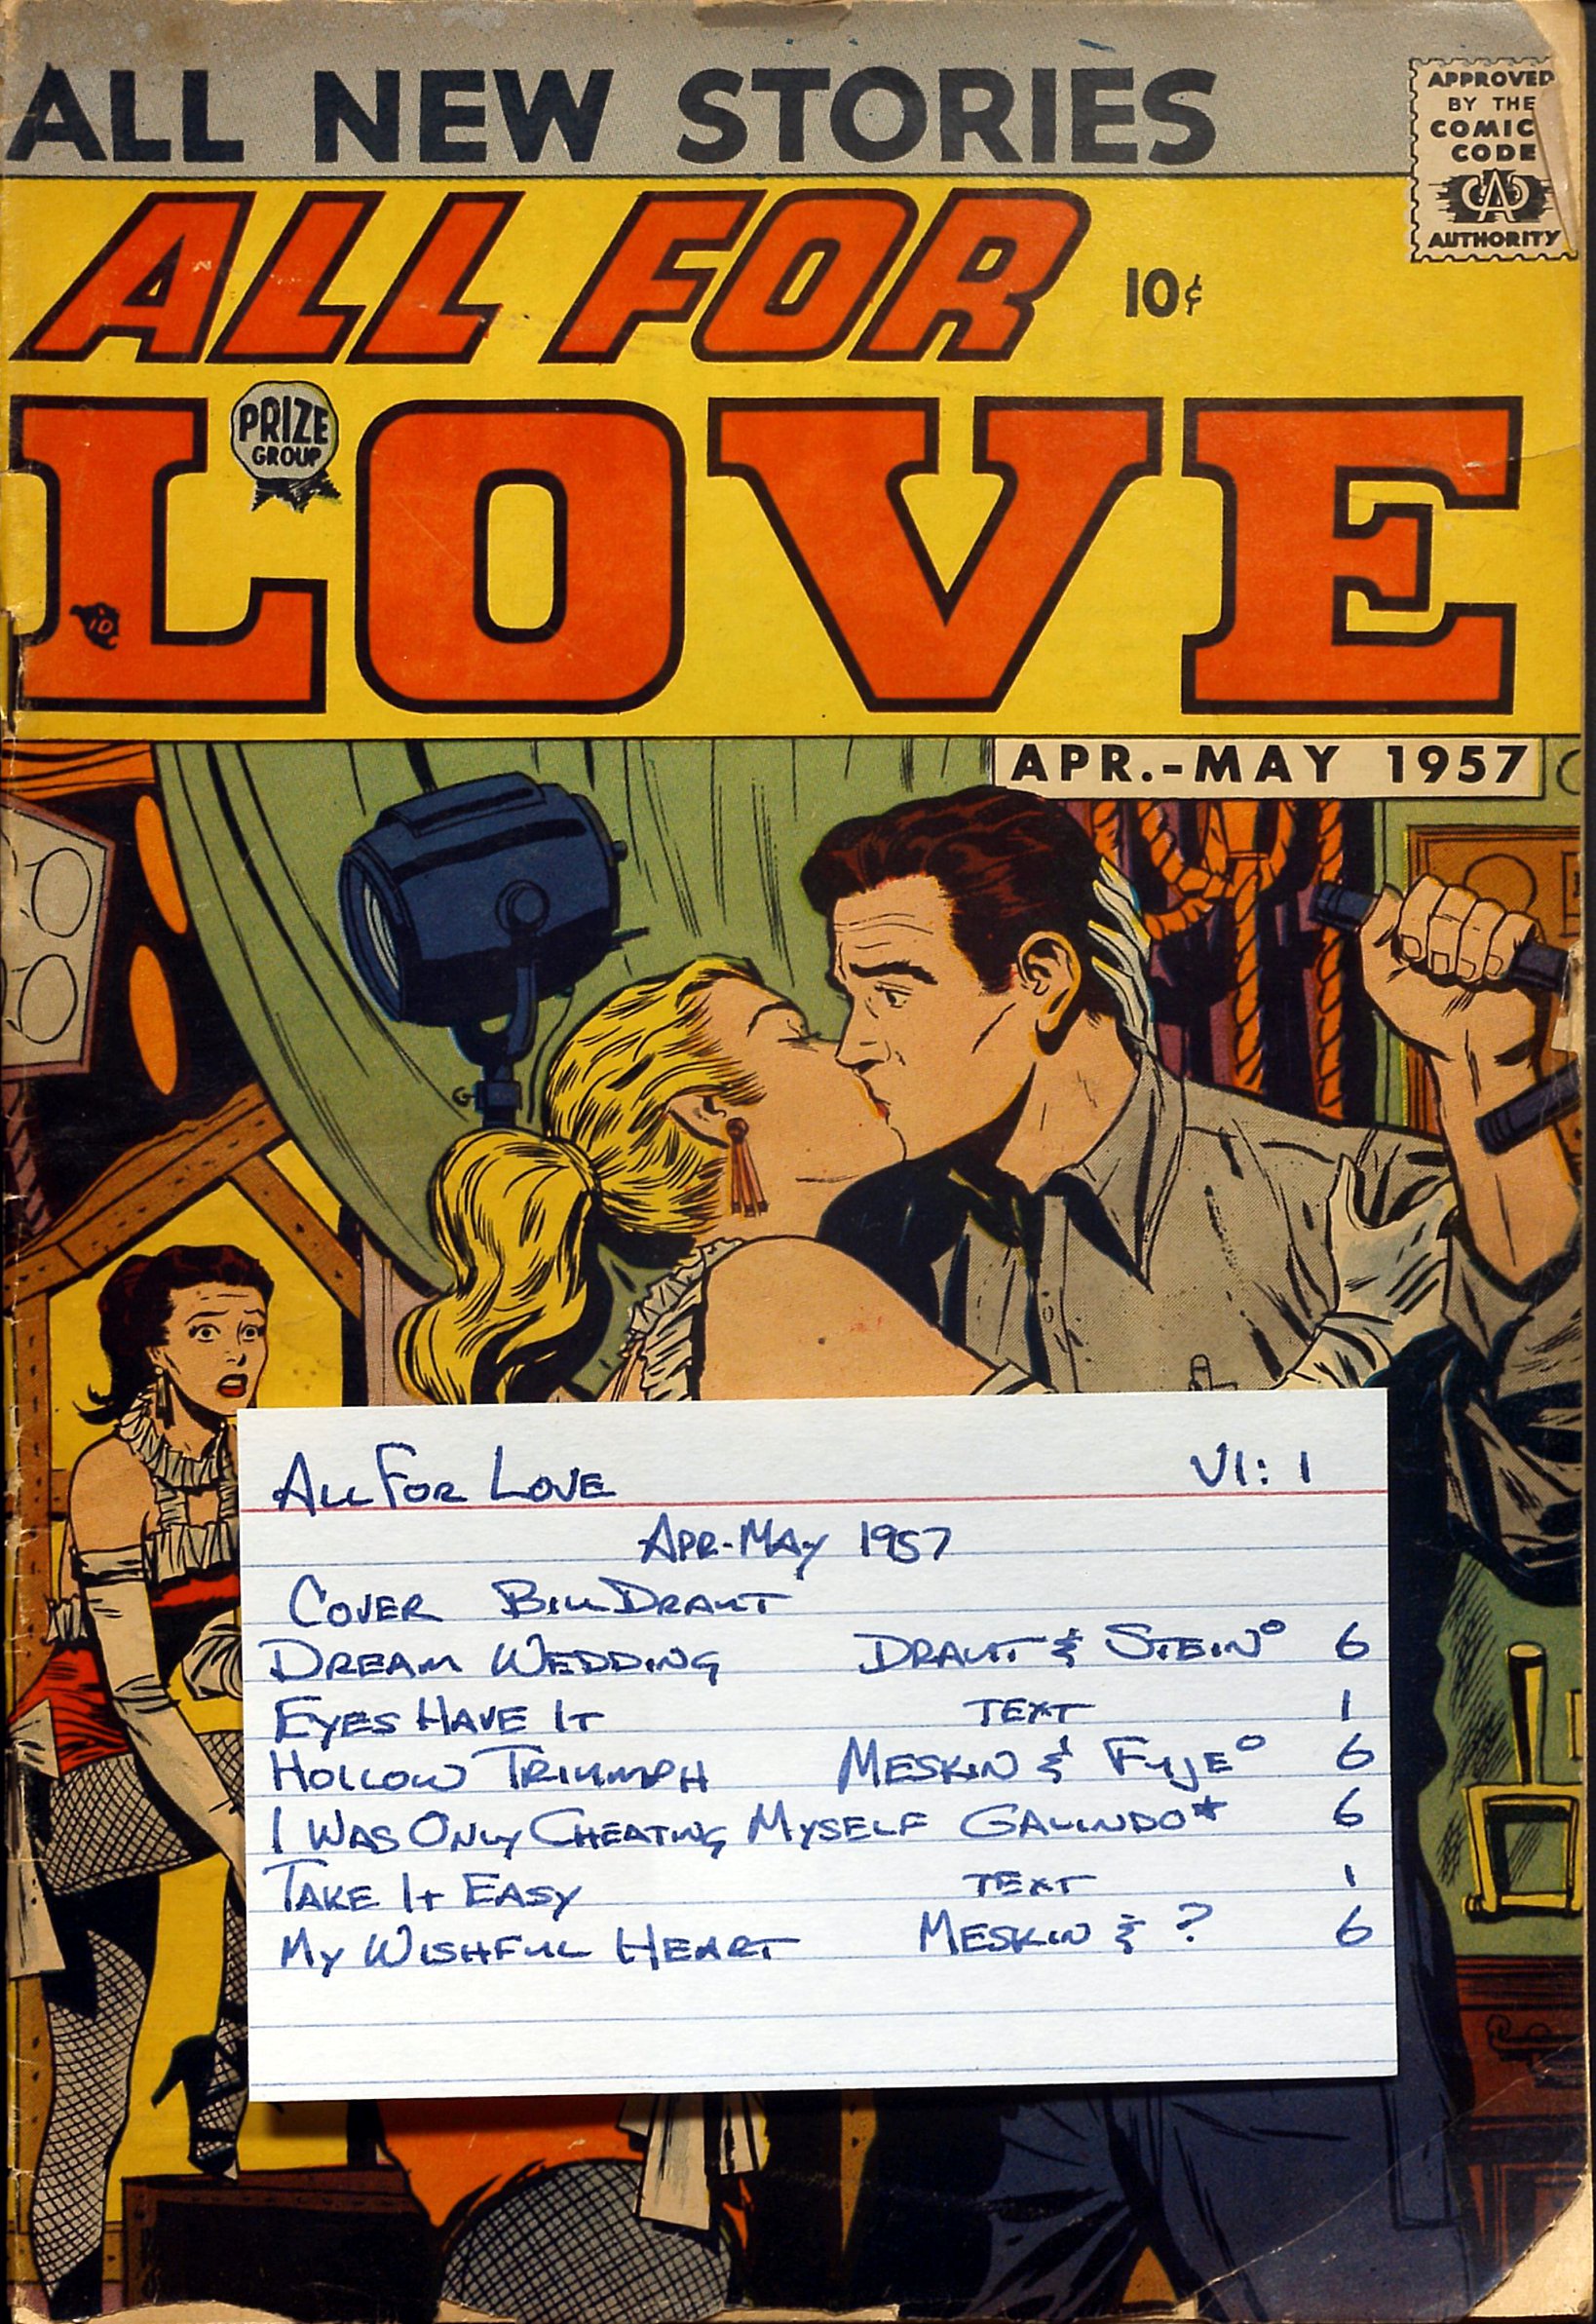 ALL NEW STORIES
APPROVED
BY THE
COMIC
CODE
CA
AUTHORITY
ALL FOR
10¢
LOVE
PRIZE
GROUP
10
APR.-MAY 1957
ALL FOR LOVE V1: 1
APR-MAY 1957
COVER BILL DRAUT
DREAM WEDDING DRAUT & STEIN° 6
EYES HAVE IT TEXT 1
HOLLOW TRIUMPH MESKIN & FUJE° 6
I WAS ONLY CHEATING MYSELF GALINDO* 6
TAKE IT EASY TEXT 1
MY WISHFUL HEART MESKIN & ? 6